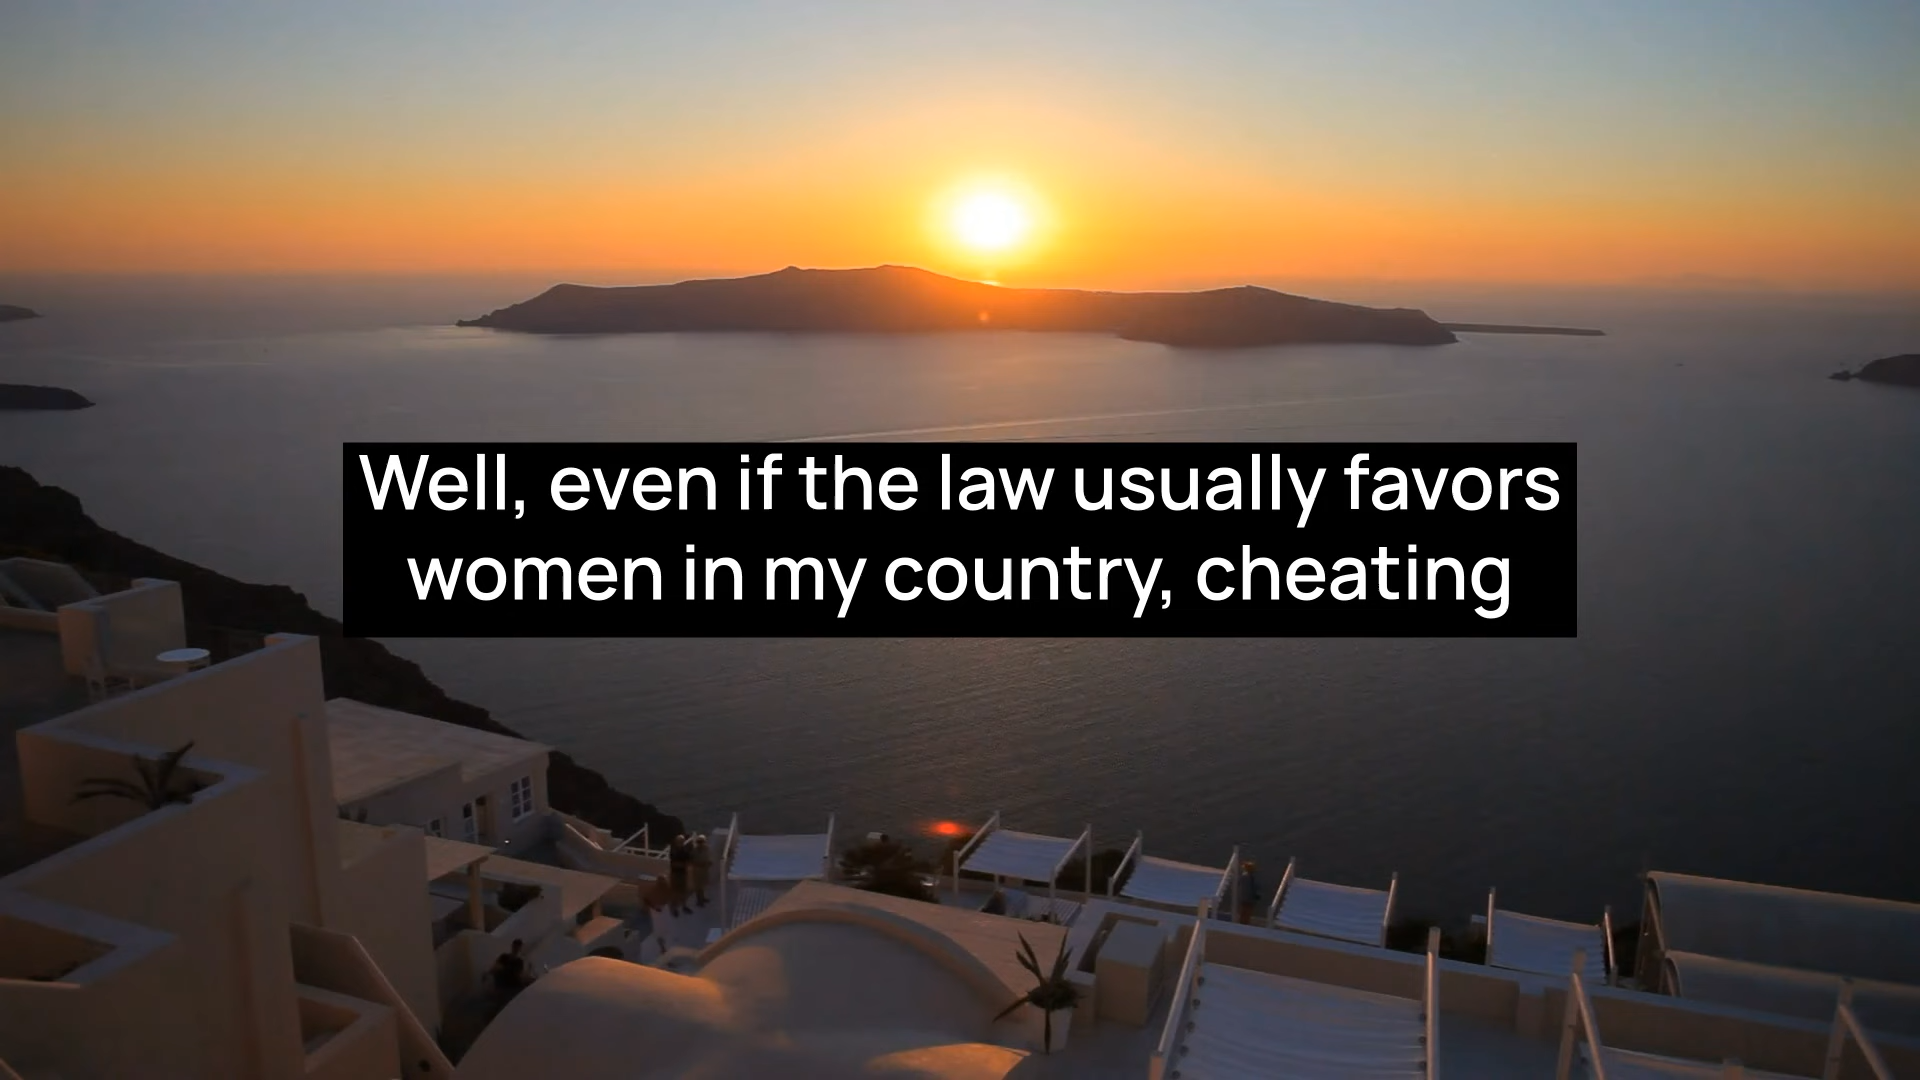 Well, even if the law usually favors
women in my country, cheating